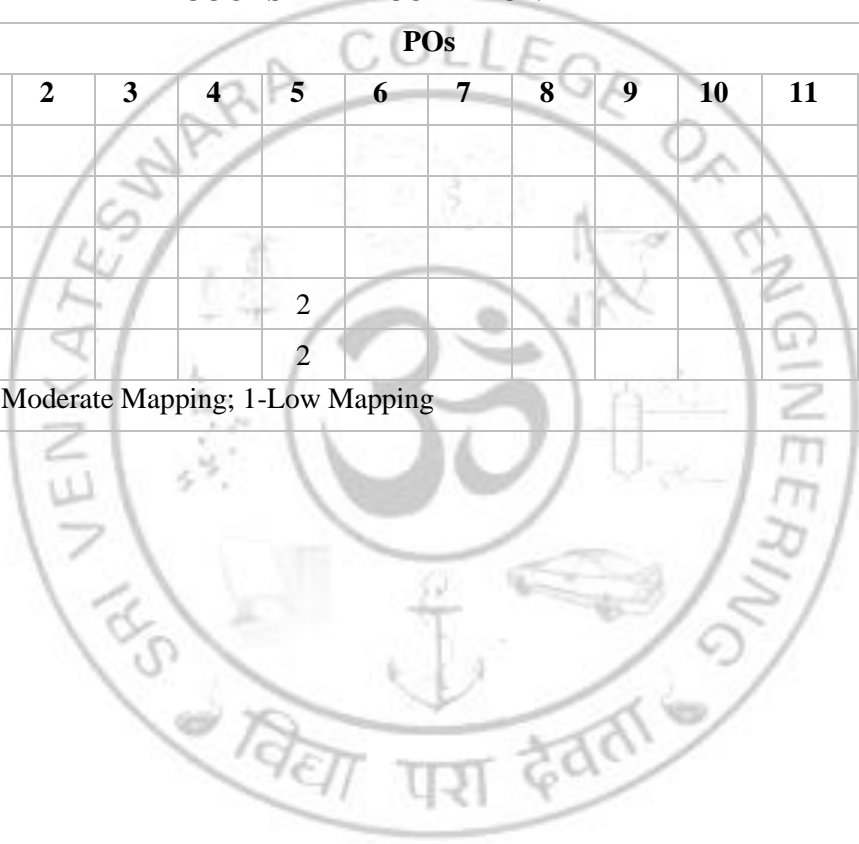 POs
2 3 4 5 6 7 8 9 10 11
2
2
Moderate Mapping; 1-Low Mapping
SRI VENKATESWARA COLLEGE OF ENGINEERING
ॐ
विद्या परा दैवता